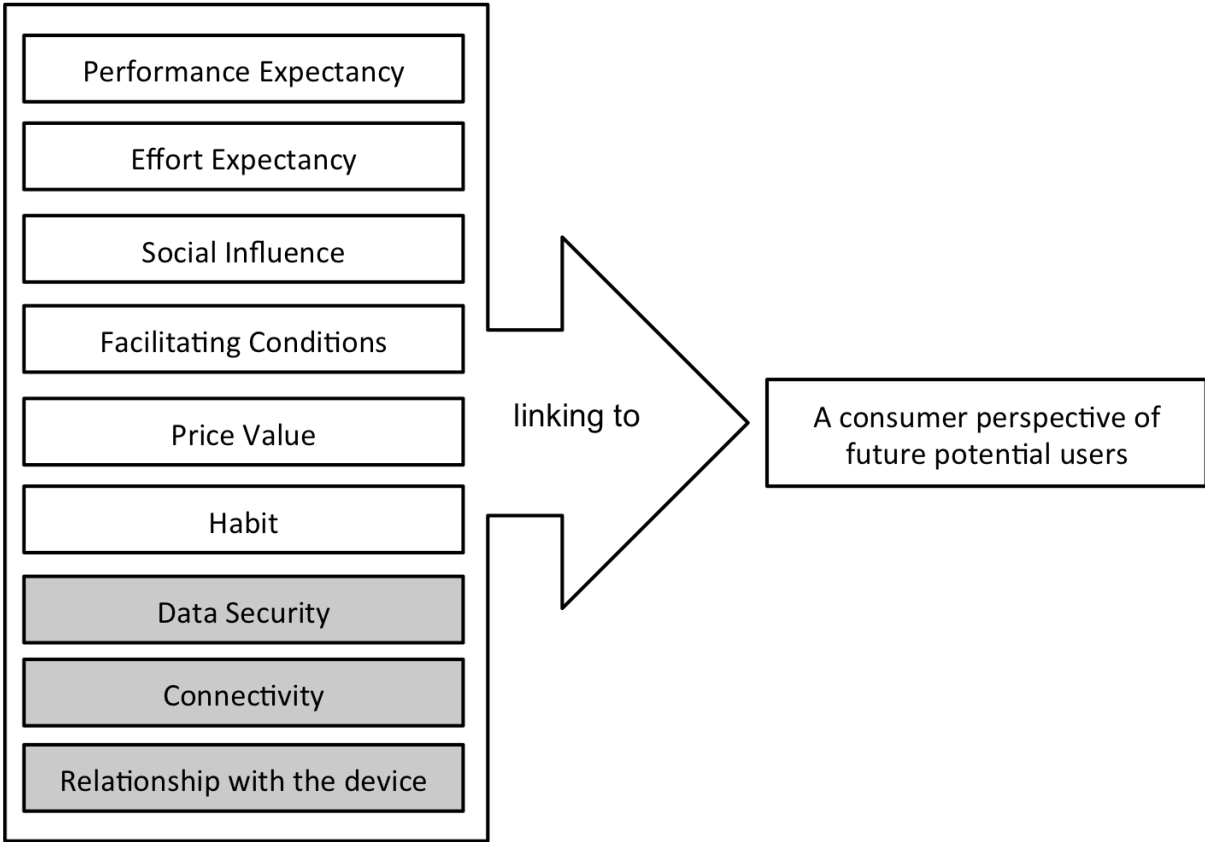 Performance Expectancy
Effort Expectancy
Social Influence
Facilitating Conditions
Price Value
Habit
Data Security
Connectivity
Relationship with the device
linking to
A consumer perspective of
future potential users